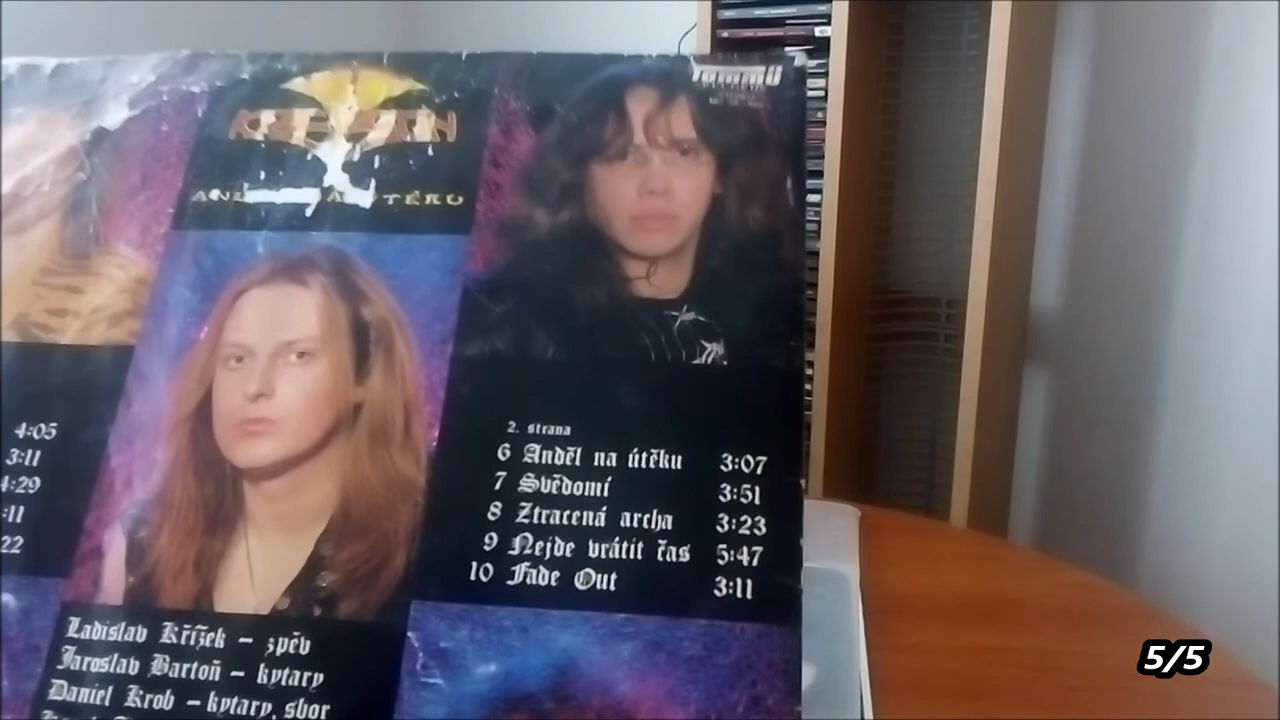 4:05
3:11
4:29
:11
22
Ladislav Křížek – zpěv
Jaroslav Bartoň – kytary
Daniel Krob – kytary, sbor
2. strana
6 Anděl na útěku 3:07
7 Svědomí 3:51
8 Ztracená archa 3:23
9 Nejde vrátit čas 5:47
10 Fade Out 3:11
5/5